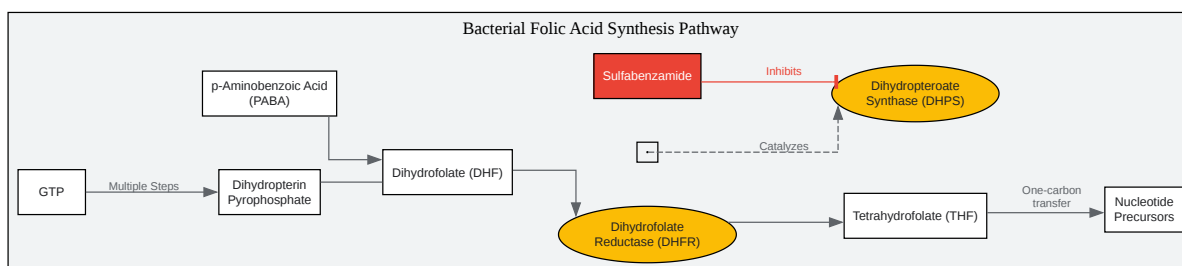 Bacterial Folic Acid Synthesis Pathway
Sulfabenzamide
Inhibits
Dihydropteroate
Synthase (DHPS)
p-Aminobenzoic Acid
(PABA)
Catalyzes
GTP
Multiple Steps
Dihydropterin
Pyrophosphate
Dihydrofolate (DHF)
Dihydrofolate
Reductase (DHFR)
Tetrahydrofolate (THF)
One-carbon
transfer
Nucleotide
Precursors